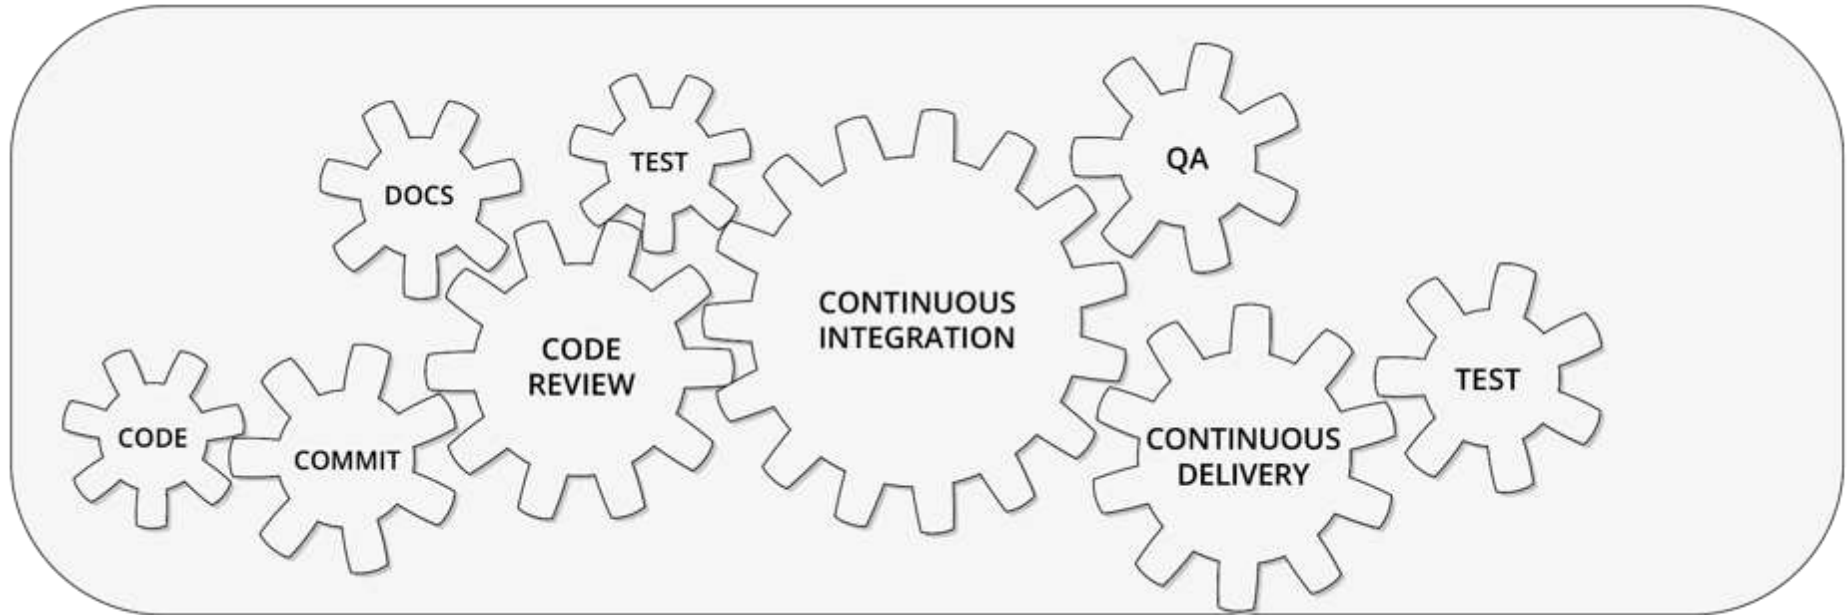 DOCS
TEST
QA
CODE
COMMIT
CODE
REVIEW
CONTINUOUS
INTEGRATION
CONTINUOUS
DELIVERY
TEST